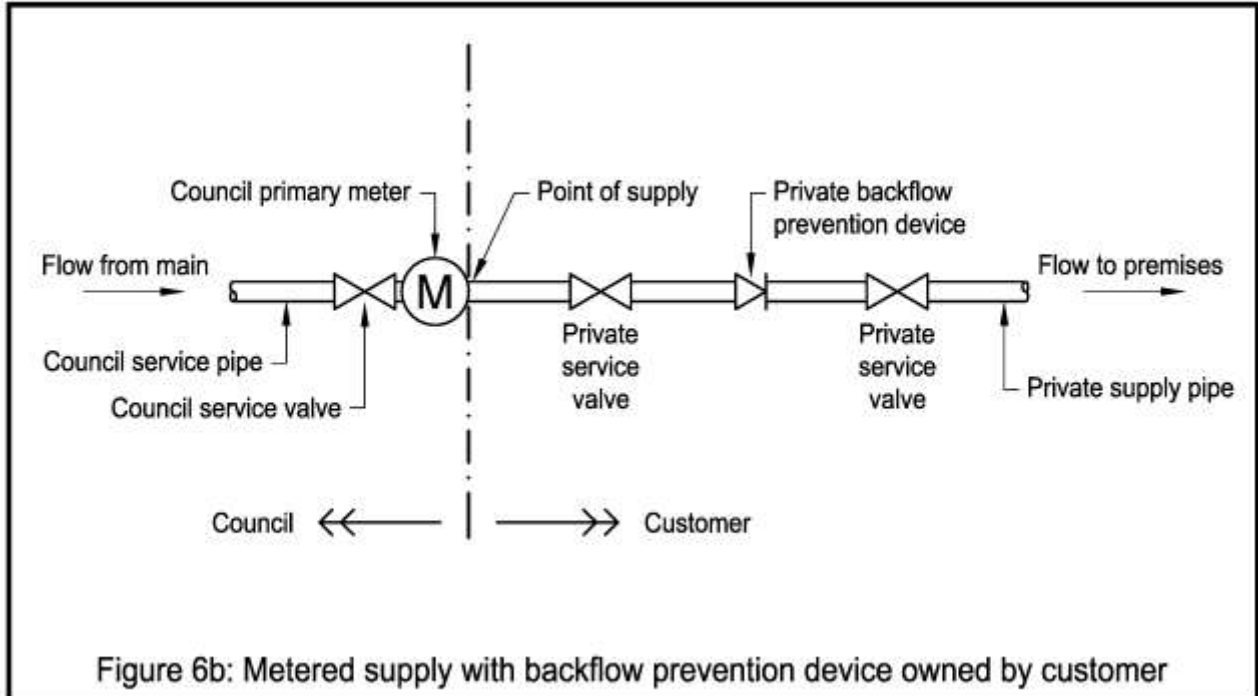 Council primary meter
Point of supply
Private backflow
prevention device
Flow from main
M
Flow to premises
Council service pipe
Council service valve
Private
service
valve
Private
service
valve
Private supply pipe
Council
Customer
Figure 6b: Metered supply with backflow prevention device owned by customer